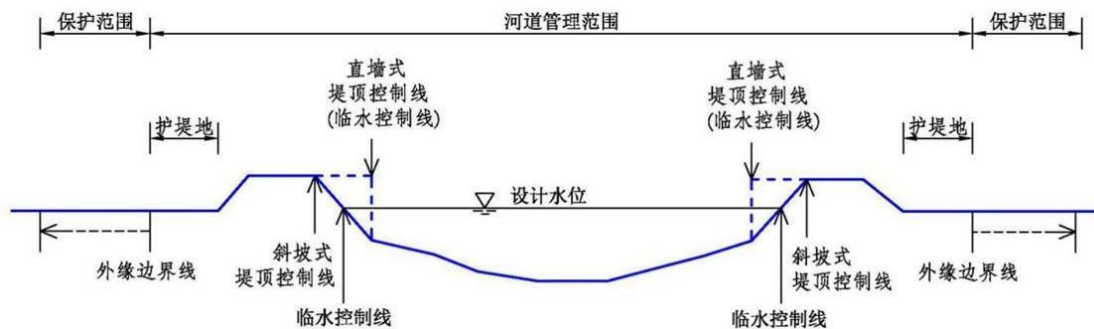 保护范围
河道管理范围
保护范围
直墙式
堤顶控制线
(临水控制线)
直墙式
堤顶控制线
(临水控制线)
护堤地
护堤地
设计水位
外缘边界线
斜坡式
堤顶控制线
临水控制线
斜坡式
堤顶控制线
临水控制线
外缘边界线